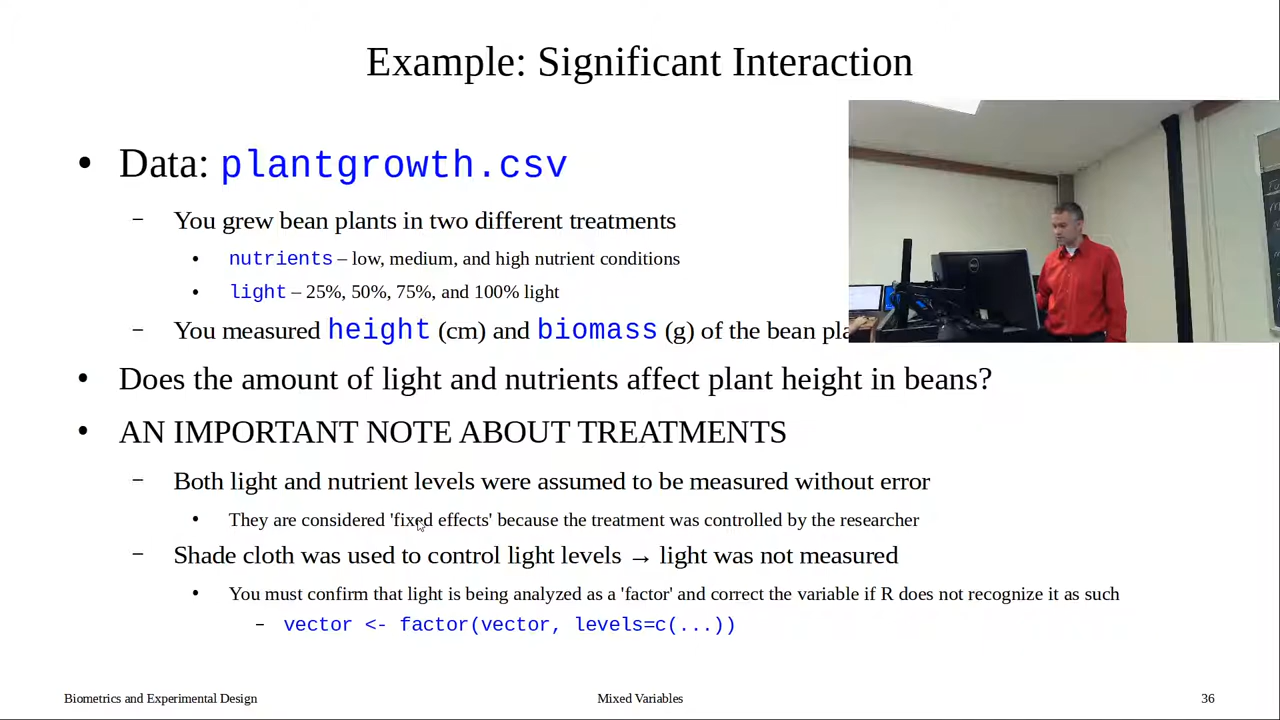 Example: Significant Interaction
• Data: plantgrowth.csv
– You grew bean plants in two different treatments
• nutrients – low, medium, and high nutrient conditions
• light – 25%, 50%, 75%, and 100% light
– You measured height (cm) and biomass (g) of the bean pla
• Does the amount of light and nutrients affect plant height in beans?
• AN IMPORTANT NOTE ABOUT TREATMENTS
– Both light and nutrient levels were assumed to be measured without error
• They are considered 'fixed effects' because the treatment was controlled by the researcher
– Shade cloth was used to control light levels → light was not measured
• You must confirm that light is being analyzed as a 'factor' and correct the variable if R does not recognize it as such
– vector <- factor(vector, levels=c(...))
Biometrics and Experimental Design
Mixed Variables
36